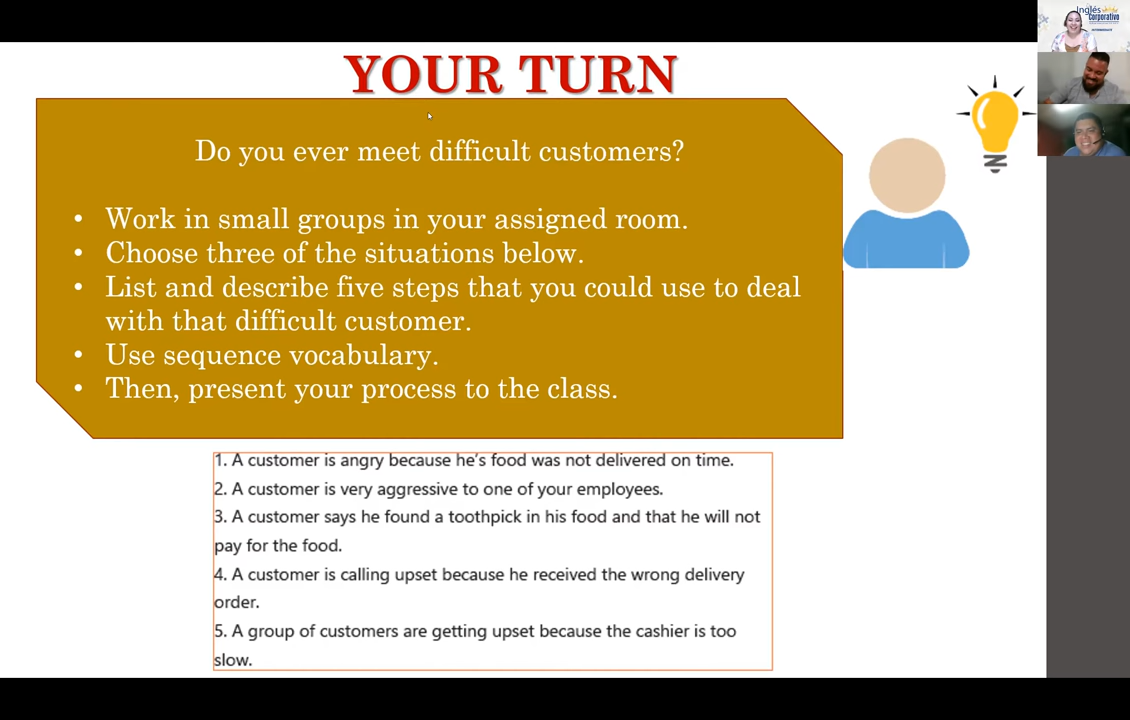 Inglés
Corporativo
INTERMEDIATE
YOUR TURN
Do you ever meet difficult customers?
• Work in small groups in your assigned room.
• Choose three of the situations below.
• List and describe five steps that you could use to deal
with that difficult customer.
• Use sequence vocabulary.
• Then, present your process to the class.
1. A customer is angry because he's food was not delivered on time.
2. A customer is very aggressive to one of your employees.
3. A customer says he found a toothpick in his food and that he will not
pay for the food.
4. A customer is calling upset because he received the wrong delivery
order.
5. A group of customers are getting upset because the cashier is too
slow.